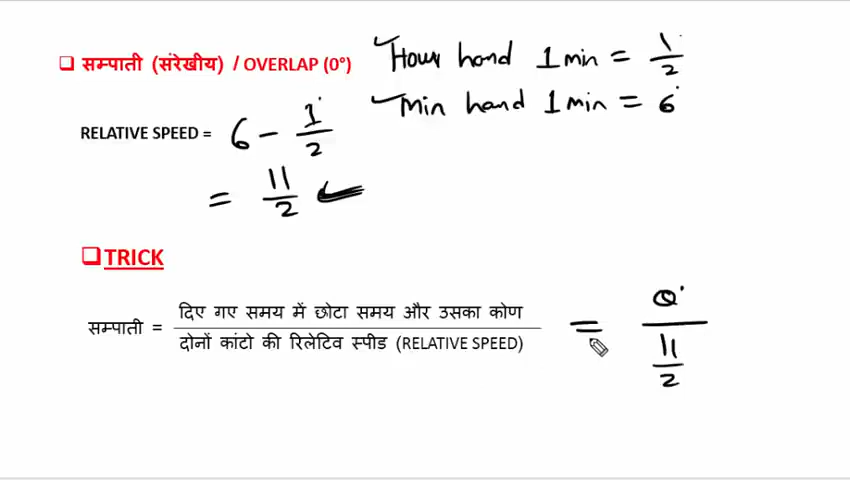 ❑ सम्पाती (संरेखीय) / OVERLAP (0°)
Hour hand 1 min = 1/2°
Min hand 1 min = 6°
RELATIVE SPEED = 6 - 1/2°
= 11/2
❑ TRICK
सम्पाती = दिए गए समय में छोटा समय और उसका कोण
दोनों कांटो की रिलेटिव स्पीड (RELATIVE SPEED)
= θ°
11/2